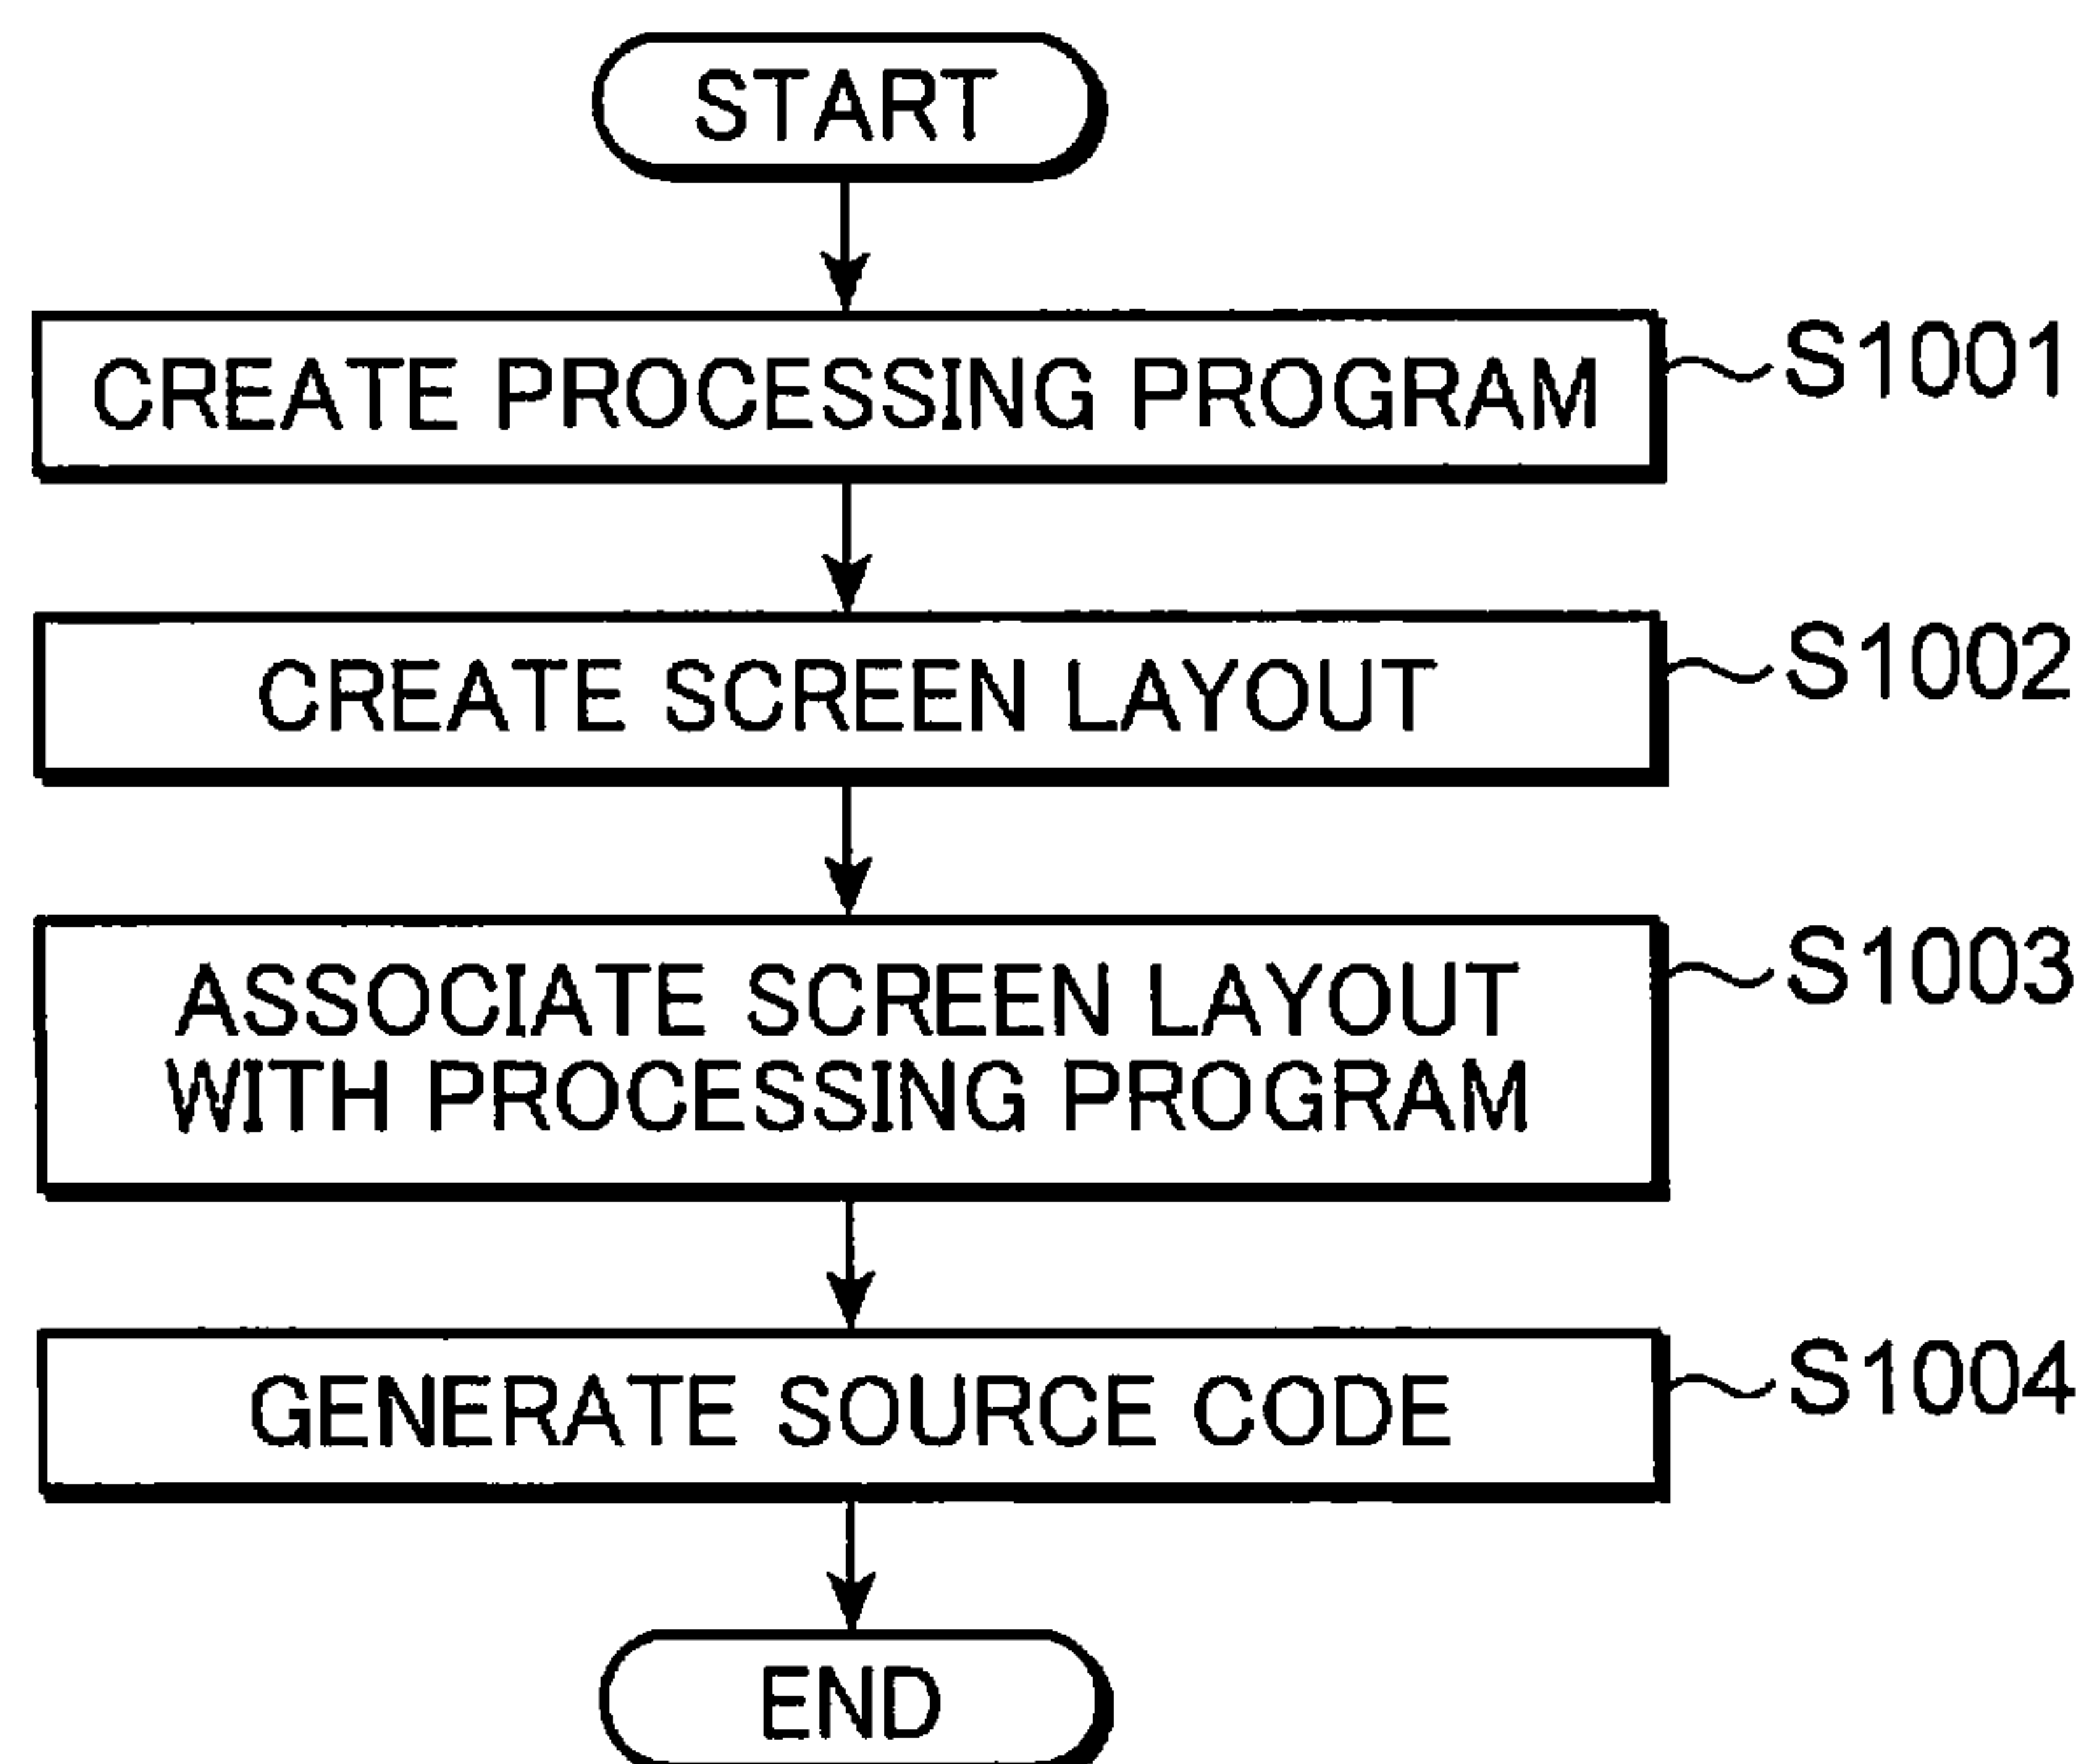 START
CREATE PROCESSING PROGRAM
S1001
CREATE SCREEN LAYOUT
S1002
ASSOCIATE SCREEN LAYOUT
WITH PROCESSING PROGRAM
S1003
GENERATE SOURCE CODE
S1004
END